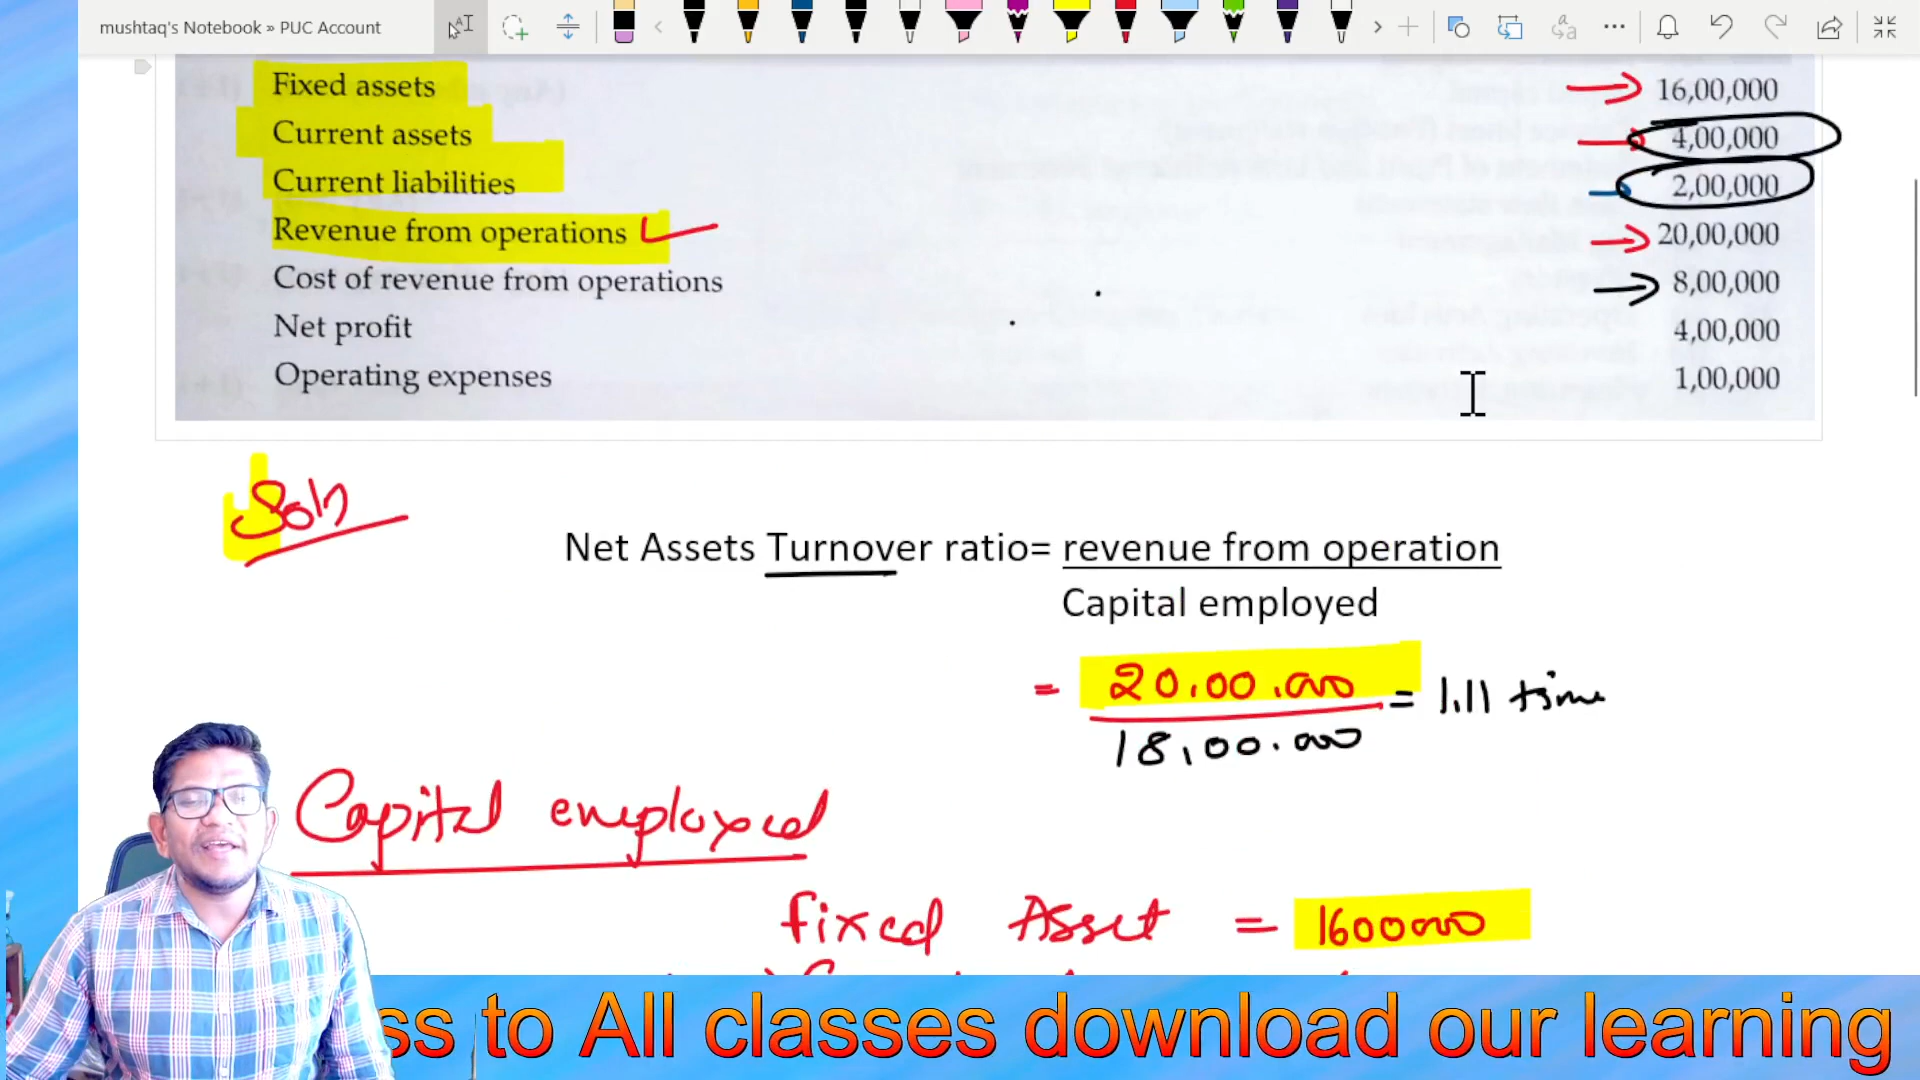 mushtaq's Notebook » PUC Account
Fixed assets 16,00,000
Current assets 4,00,000
Current liabilities 2,00,000
Revenue from operations 20,00,000
Cost of revenue from operations 8,00,000
Net profit 4,00,000
Operating expenses 1,00,000
Soln
Net Assets Turnover ratio= revenue from operation
Capital employed
= 20,00,000 = 1.11 time
18,00,000
Capital employed
fixed Asset = 1600000
ss to All classes download our learning